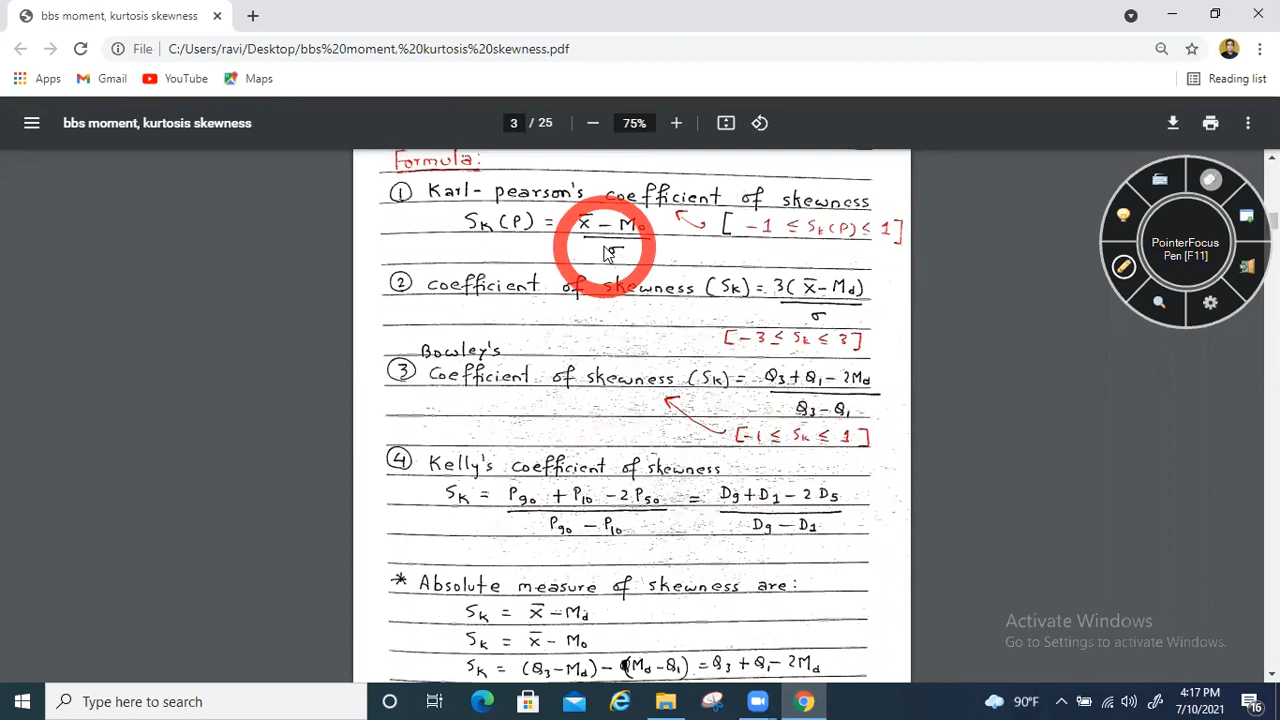 bbs moment, kurtosis skewness
File C:/Users/ravi/Desktop/bbs%20moment,%20kurtosis%20skewness.pdf
Apps Gmail YouTube Maps Reading list
bbs moment, kurtosis skewness 3 / 25 75%
Formula:
① Karl-pearson's coefficient of skewness
SK(P) = x̄ - Mo / σ [ -1 ≤ SK(P) ≤ 1 ]
② coefficient of skewness (SK) = 3( x̄ - Md) / σ
[ -3 ≤ SK ≤ 3 ]
Bowley's
③ coefficient of skewness (SK) = Q3 + Q1 - 2Md / Q3 - Q1
[-1 ≤ SK ≤ 1 ]
④ Kelly's coefficient of skewness
SK = P90 + P10 - 2 P50 / P90 - P10 = D9 + D1 - 2 D5 / D9 - D1
* Absolute measure of skewness are:
SK = x̄ - Md
SK = x̄ - Mo
SK = (Q3 - Md) - (Md - Q1) = Q3 + Q1 - 2Md
PointerFocus
Pen [F11]
Activate Windows
Go to Settings to activate Windows.
Type here to search
90°F
4:17 PM
7/10/2021
16